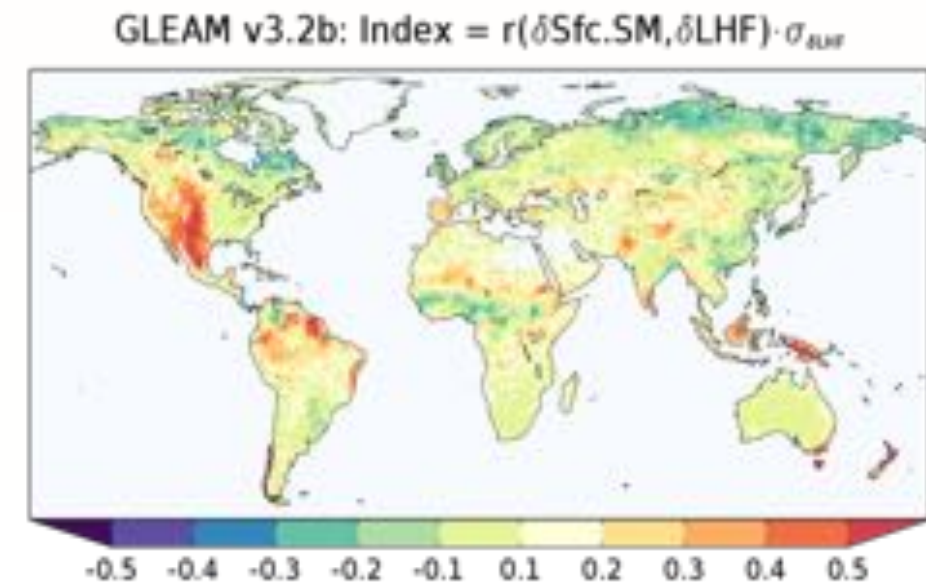 GLEAM v3.2b: Index = r(δSfc.SM,δLHF)·σ_δLHF
-0.5 -0.4 -0.3 -0.2 -0.1 0.1 0.2 0.3 0.4 0.5